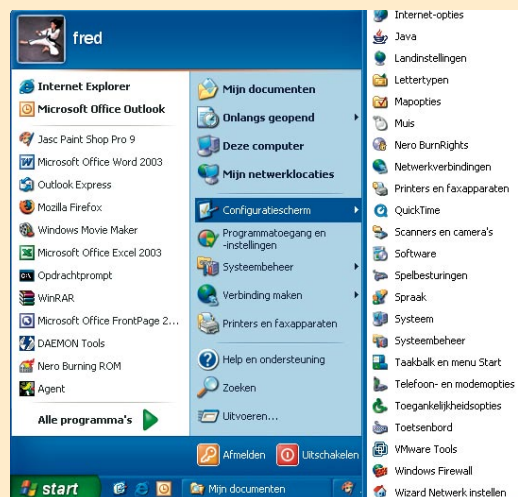 fred
Internet Explorer
Microsoft Office Outlook
Jasc Paint Shop Pro 9
Microsoft Office Word 2003
Outlook Express
Mozilla Firefox
Windows Movie Maker
Microsoft Office Excel 2003
Opdrachtprompt
WinRAR
Microsoft Office FrontPage 2...
DAEMON Tools
Nero Burning ROM
Agent
Alle programma's
Mijn documenten
Onlangs geopend
Deze computer
Mijn netwerklocaties
Configuratiescherm
Programmatoegang en
-instellingen
Systeembeheer
Verbinding maken
Printers en faxapparaten
Help en ondersteuning
Zoeken
Uitvoeren...
Afmelden
Uitschakelen
Internet-opties
Java
Landinstellingen
Lettertypen
Mapopties
Muis
Nero BurnRights
Netwerkverbindingen
Printers en faxapparaten
QuickTime
Scanners en camera's
Software
Spelbesturingen
Spraak
Systeem
Systeembeheer
Taakbalk en menu Start
Telefoon- en modemopties
Toegankelijkheidsopties
Toetsenbord
VMware Tools
Windows Firewall
Wizard Netwerk instellen
start
Mijn documenten